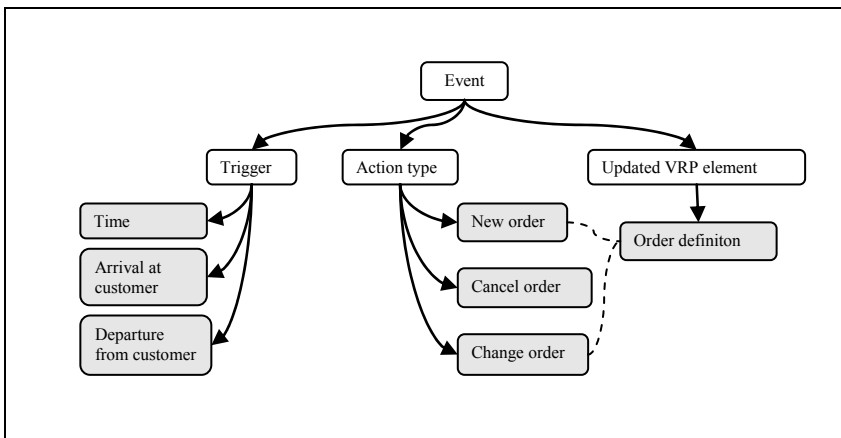 Event
Trigger
Action type
Updated VRP element
Time
Arrival at
customer
Departure
from customer
New order
Cancel order
Change order
Order definiton